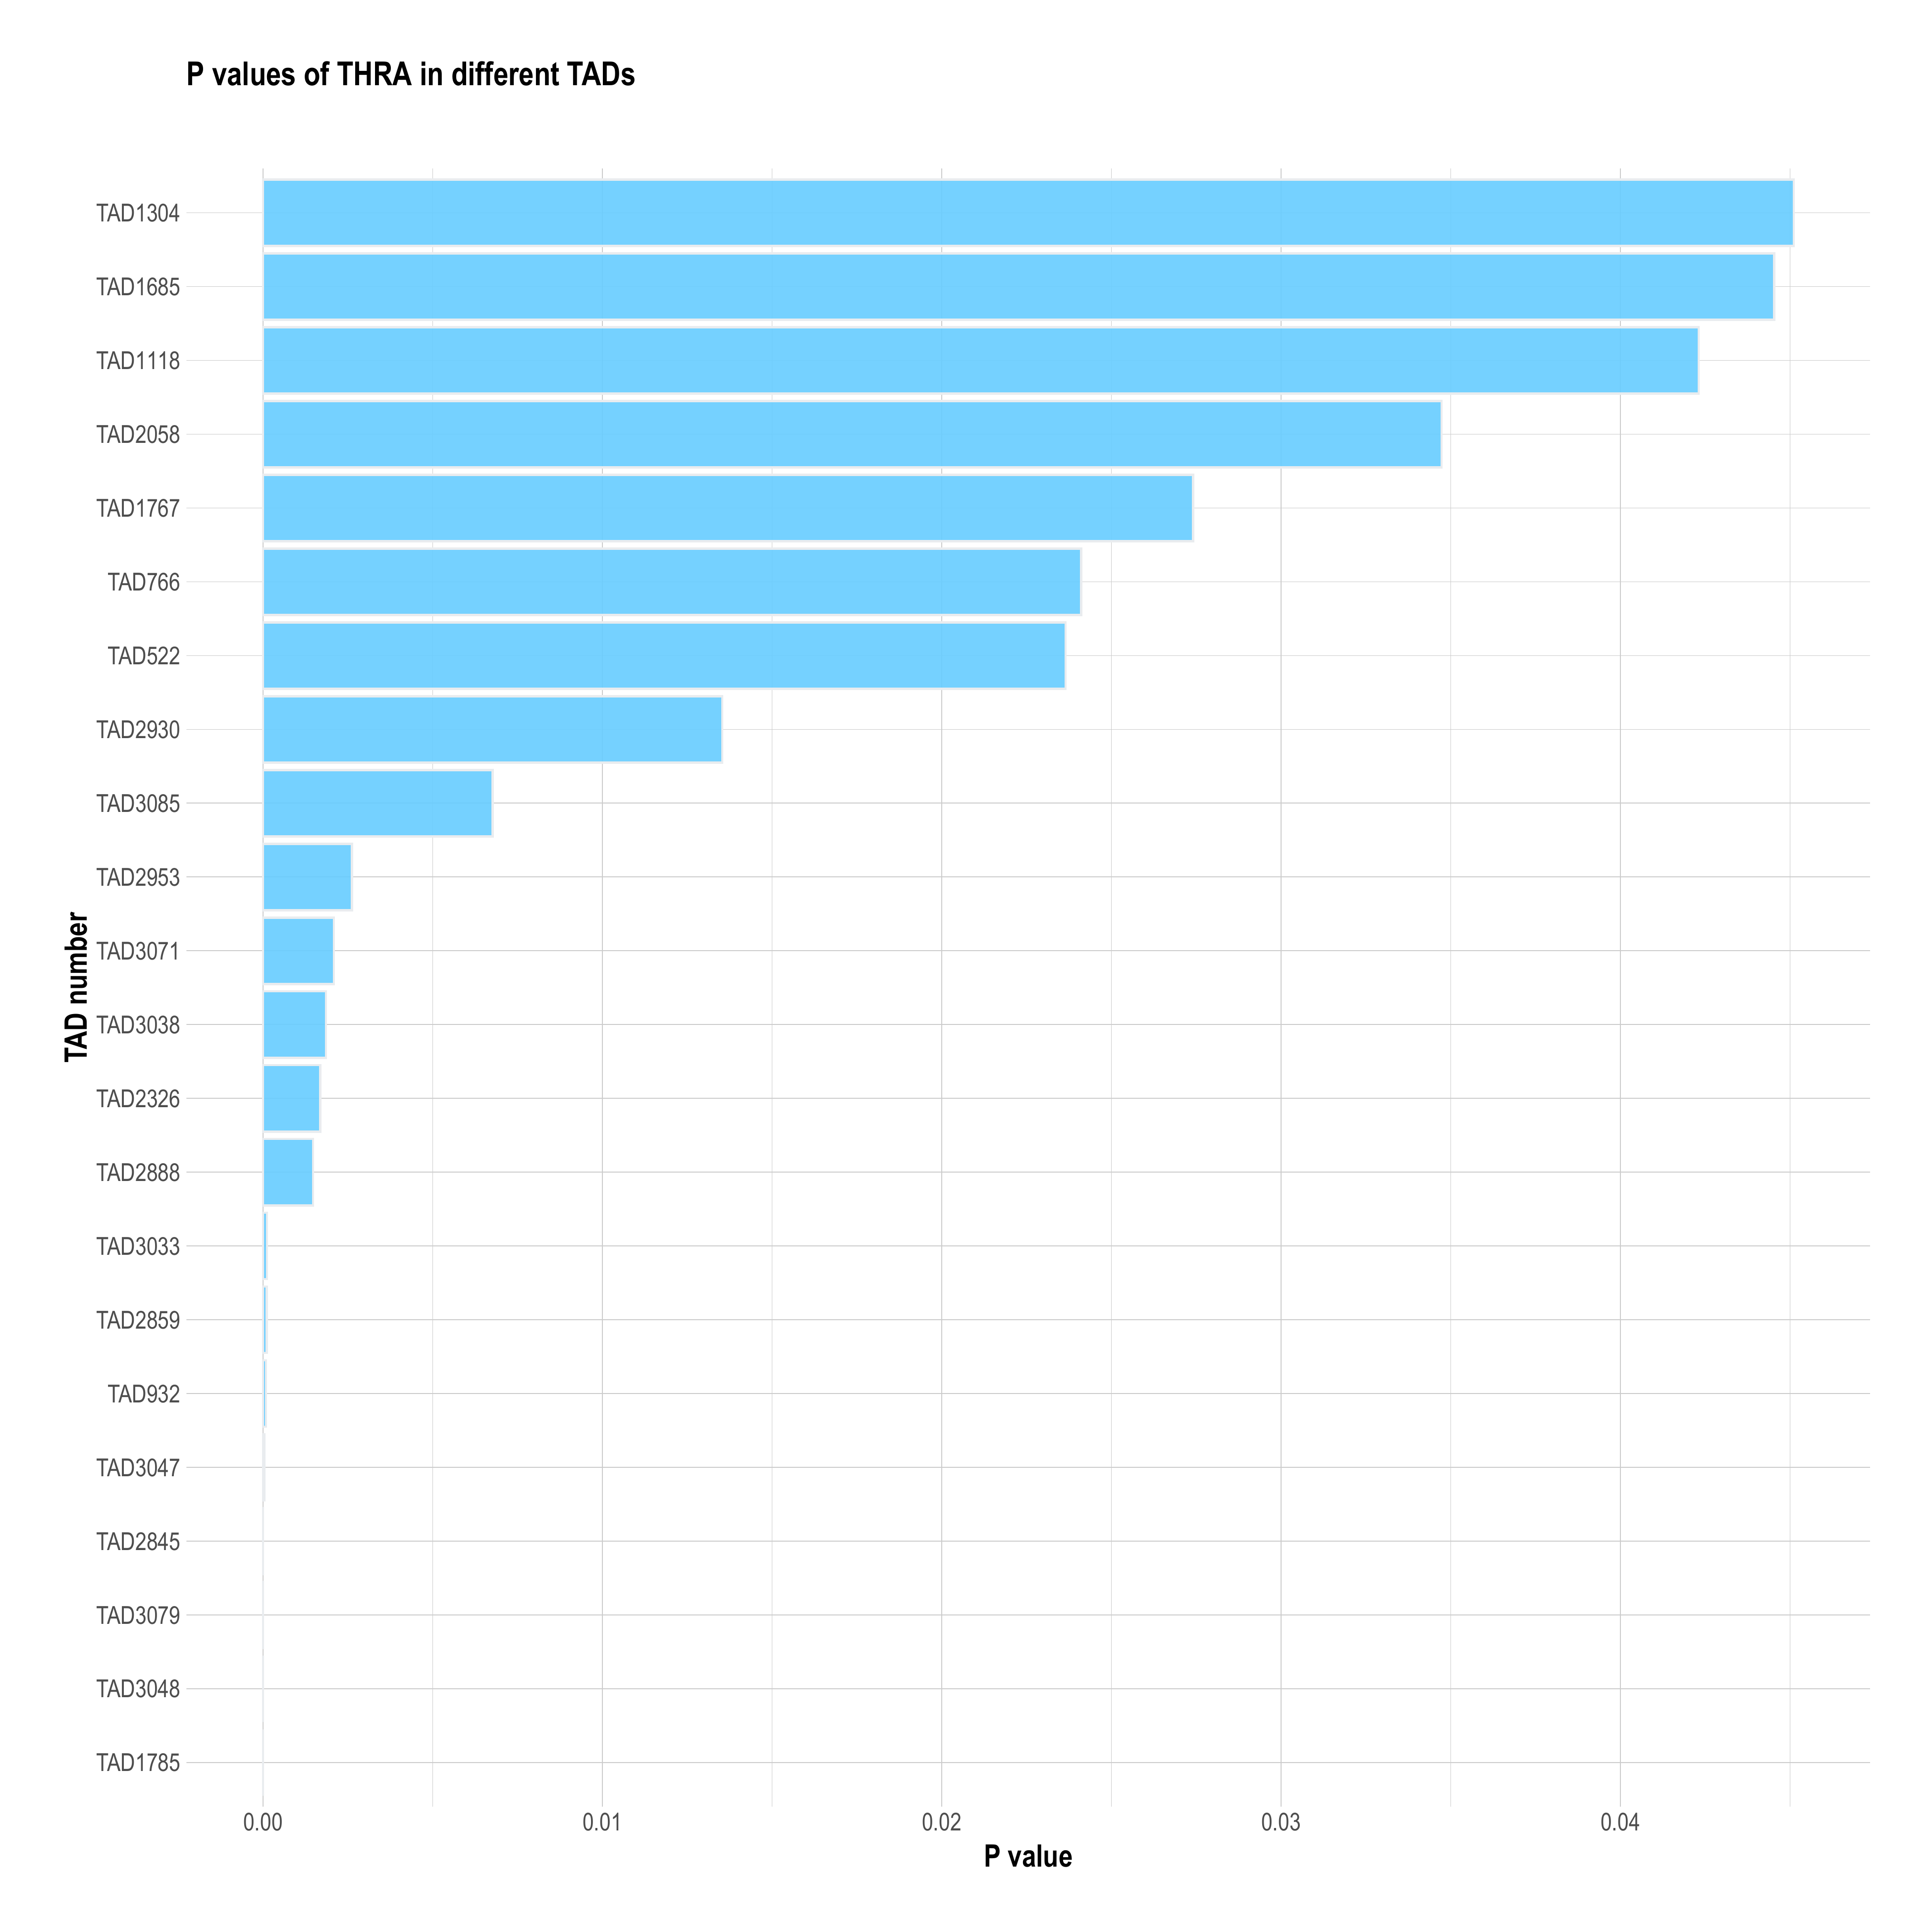 P values of THRA in different TADs
TAD1304
TAD1685
TAD1118
TAD2058
TAD1767
TAD766
TAD522
TAD2930
TAD3085
TAD2953
TAD3071
TAD3038
TAD2326
TAD2888
TAD3033
TAD2859
TAD932
TAD3047
TAD2845
TAD3079
TAD3048
TAD1785
TAD number
0.00 0.01 0.02 0.03 0.04
P value